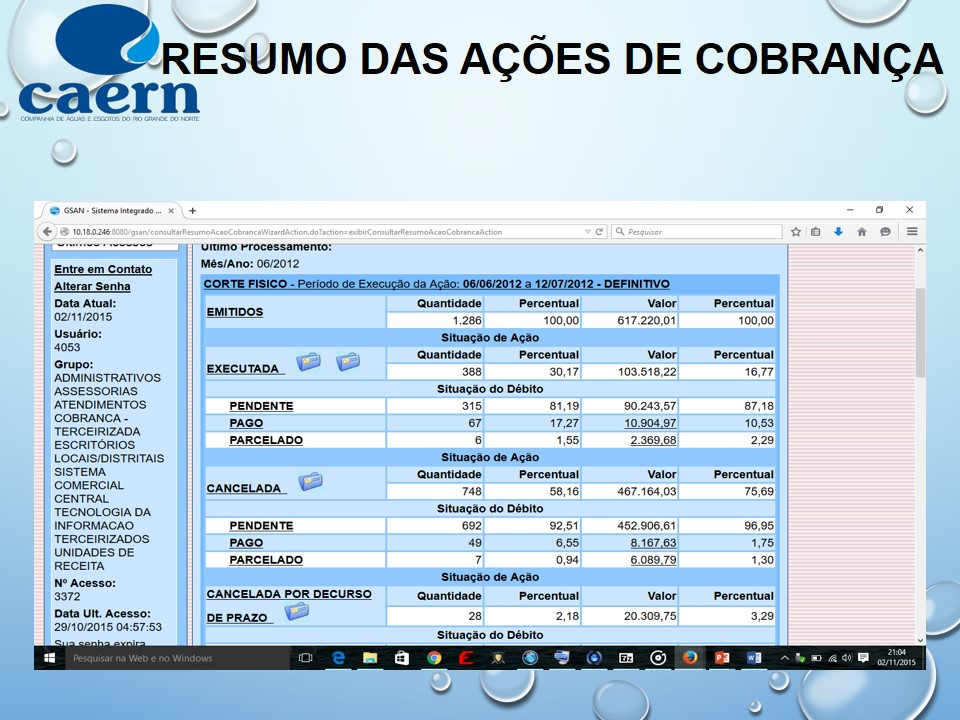 RESUMO DAS AÇÕES DE COBRANÇA
caern
COMPANHIA DE ÁGUAS E ESGOTOS DO RIO GRANDE DO NORTE
GSAN - Sistema Integrado ...
10.18.0.246:8080/gsan/consultarResumoAcaoCobrancaWizardAction.do?action=exibirConsultarResumoAcaoCobrancaAction
Pesquisar
Últimos Acessos
Entre em Contato
Alterar Senha
Data Atual:
02/11/2015
Usuário:
4053
Grupo:
ADMINISTRATIVOS
ASSESSORIAS
ATENDIMENTOS
COBRANCA -
TERCEIRIZADA
ESCRITÓRIOS
LOCAIS/DISTRITAIS
SISTEMA
COMERCIAL
CENTRAL
TECNOLOGIA DA
INFORMACAO
TERCEIRIZADOS
UNIDADES DE
RECEITA
Nº Acesso:
3372
Data Ult. Acesso:
29/10/2015 04:57:53
Sua senha expira
Último Processamento:
Mês/Ano: 06/2012
CORTE FISICO - Período de Execução da Ação: 06/06/2012 a 12/07/2012 - DEFINITIVO
EMITIDOS Quantidade Percentual Valor Percentual
1.286 100,00 617.220,01 100,00
Situação de Ação
EXECUTADA Quantidade Percentual Valor Percentual
388 30,17 103.518,22 16,77
Situação do Débito
PENDENTE 315 81,19 90.243,57 87,18
PAGO 67 17,27 10.904,97 10,53
PARCELADO 6 1,55 2.369,68 2,29
Situação de Ação
CANCELADA Quantidade Percentual Valor Percentual
748 58,16 467.164,03 75,69
Situação do Débito
PENDENTE 692 92,51 452.906,61 96,95
PAGO 49 6,55 8.167,63 1,75
PARCELADO 7 0,94 6.089,79 1,30
Situação de Ação
CANCELADA POR DECURSO Quantidade Percentual Valor Percentual
DE PRAZO 28 2,18 20.309,75 3,29
Situação do Débito
Pesquisar na Web e no Windows
21:04
02/11/2015